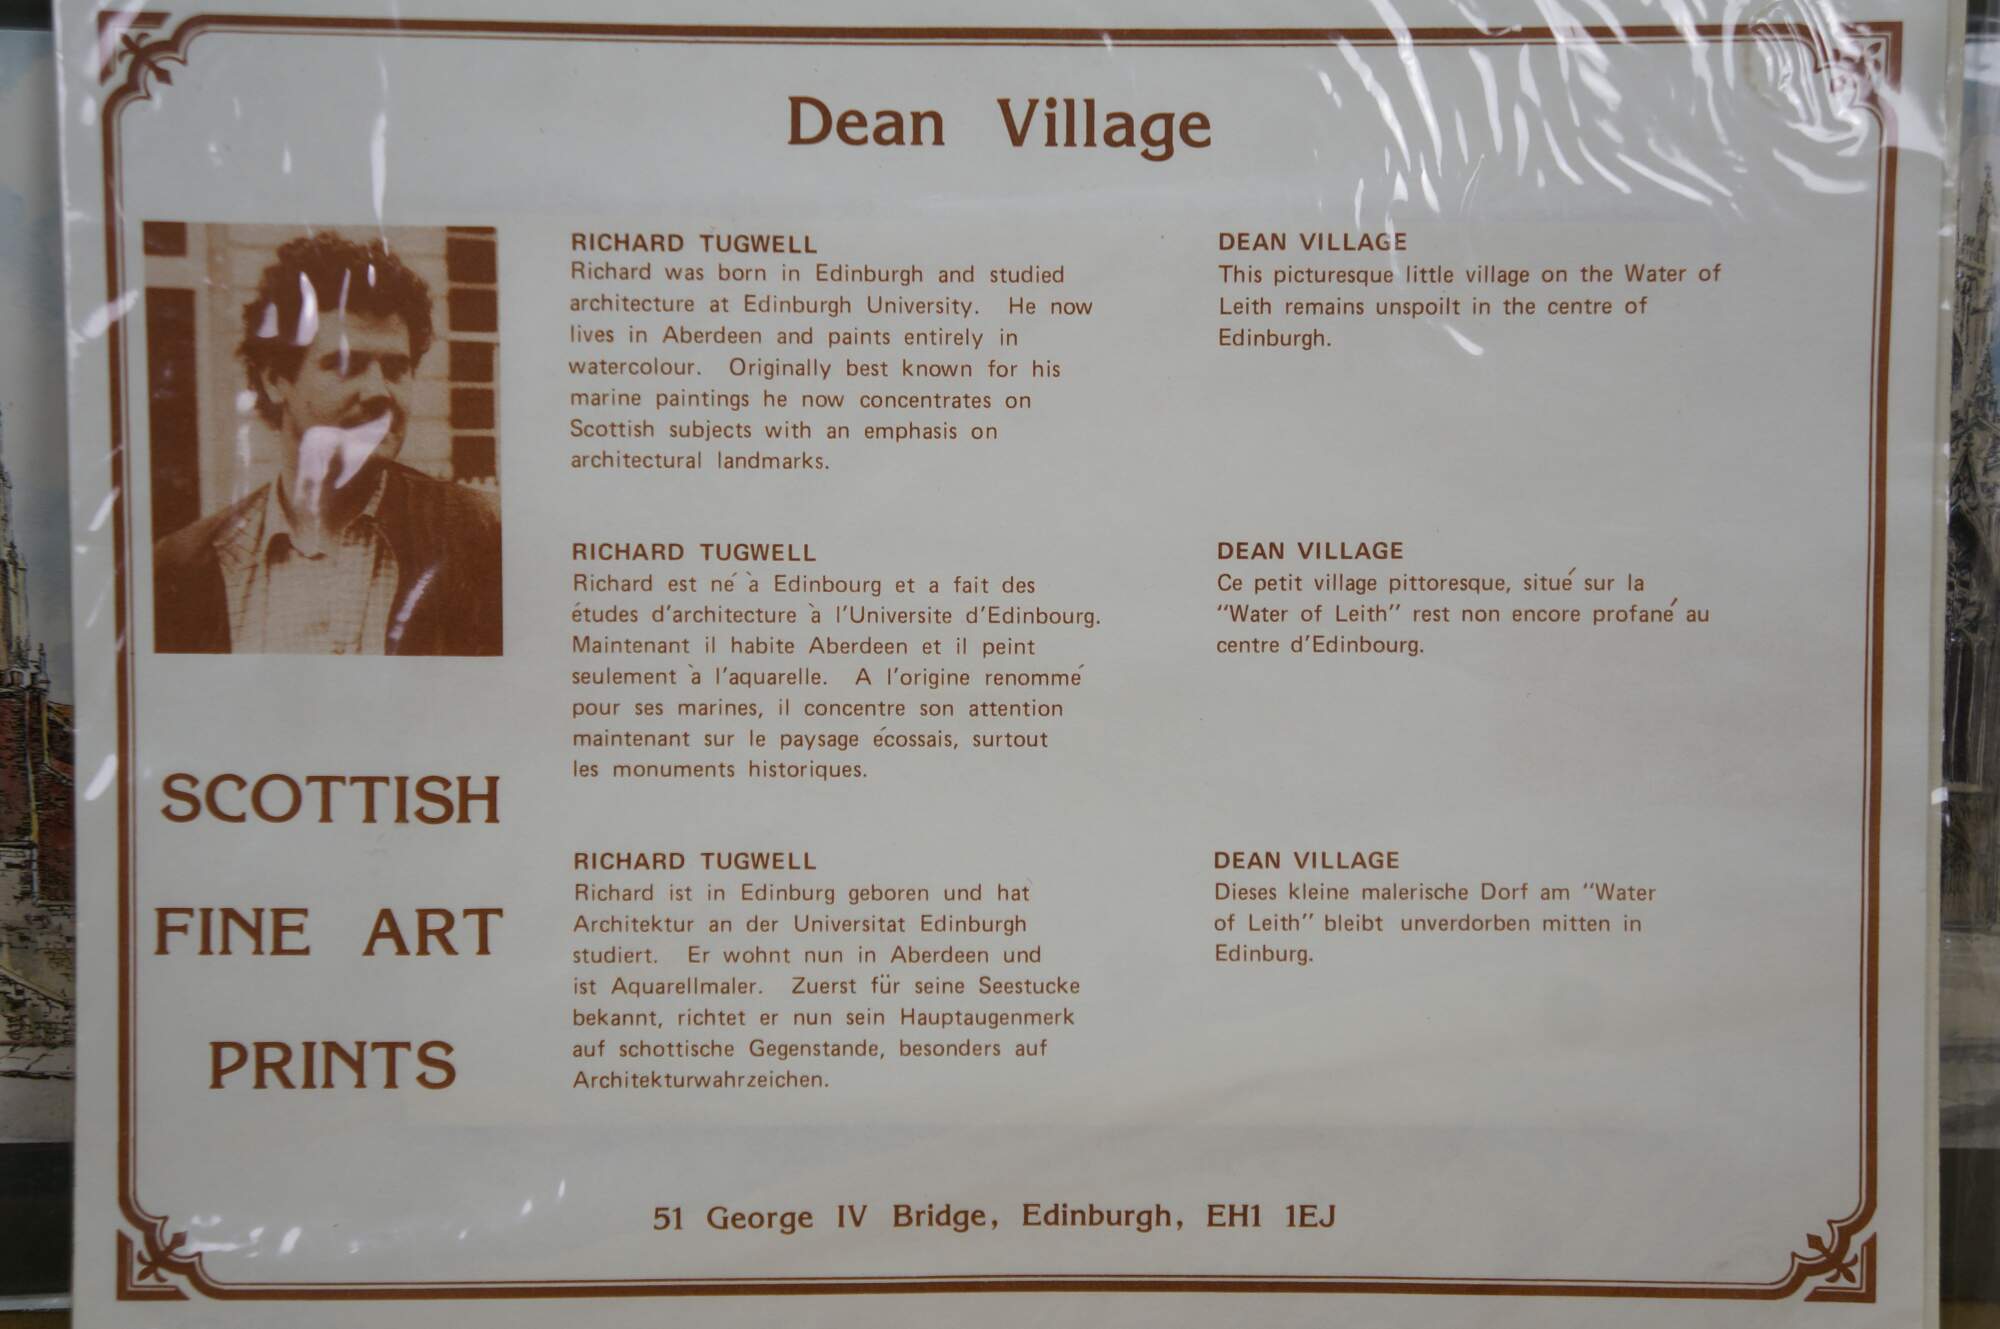 Dean Village
RICHARD TUGWELL
Richard was born in Edinburgh and studied
architecture at Edinburgh University. He now
lives in Aberdeen and paints entirely in
watercolour. Originally best known for his
marine paintings he now concentrates on
Scottish subjects with an emphasis on
architectural landmarks.
DEAN VILLAGE
This picturesque little village on the Water of
Leith remains unspoilt in the centre of
Edinburgh.
RICHARD TUGWELL
Richard est né à Edinbourg et a fait des
études d'architecture à l'Universite d'Edinbourg.
Maintenant il habite Aberdeen et il peint
seulement à l'aquarelle. A l'origine renommé
pour ses marines, il concentre son attention
maintenant sur le paysage écossais, surtout
les monuments historiques.
DEAN VILLAGE
Ce petit village pittoresque, situé sur la
"Water of Leith" rest non encore profané au
centre d'Edinbourg.
RICHARD TUGWELL
Richard ist in Edinburg geboren und hat
Architektur an der Universitat Edinburgh
studiert. Er wohnt nun in Aberdeen und
ist Aquarellmaler. Zuerst für seine Seestucke
bekannt, richtet er nun sein Hauptaugenmerk
auf schottische Gegenstande, besonders auf
Architekturwahrzeichen.
DEAN VILLAGE
Dieses kleine malerische Dorf am "Water
of Leith" bleibt unverdorben mitten in
Edinburg.
SCOTTISH
FINE ART
PRINTS
51 George IV Bridge, Edinburgh, EH1 1EJ